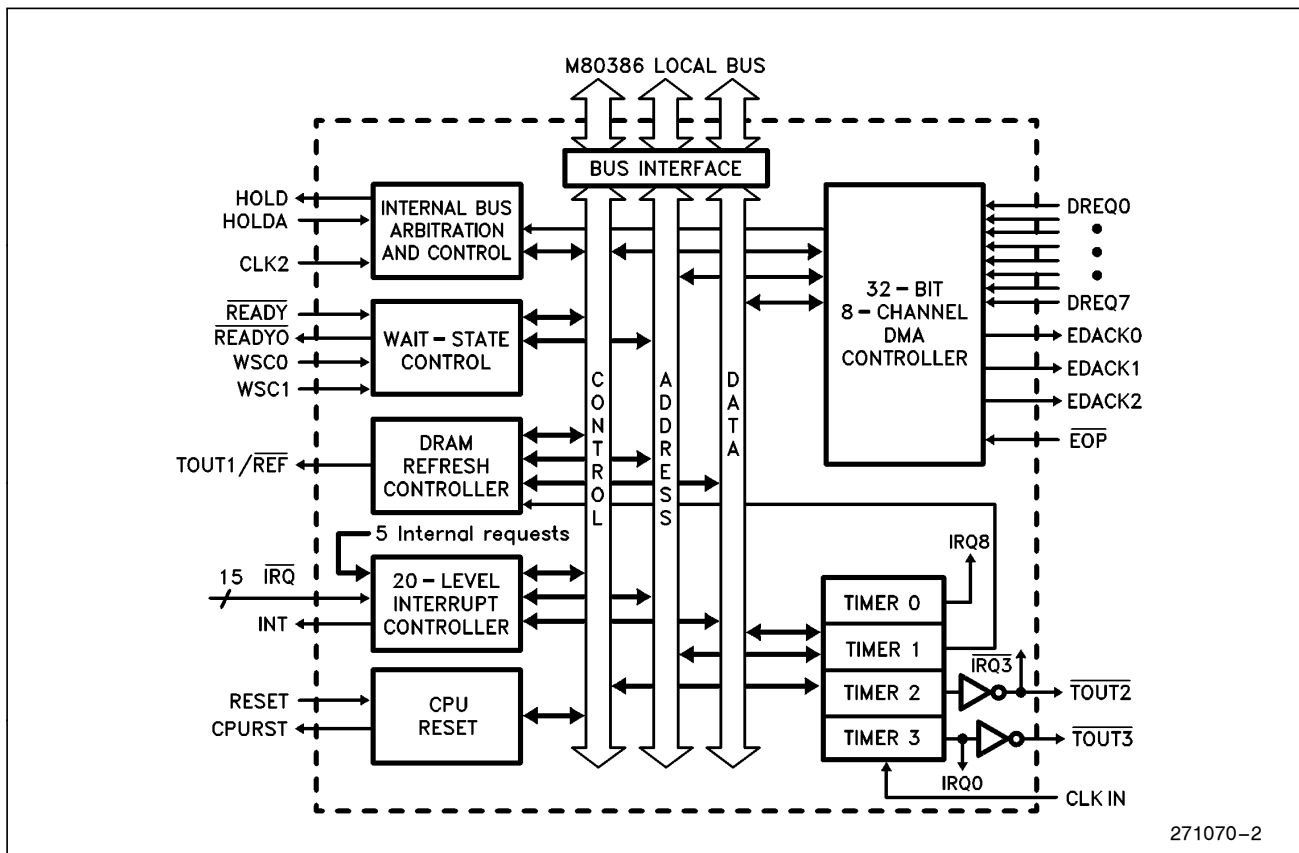 M80386 LOCAL BUS
BUS INTERFACE
HOLD
HOLDA
CLK2
INTERNAL BUS
ARBITRATION
AND CONTROL
READY
READYO
WSC0
WSC1
WAIT-STATE
CONTROL
TOUT1/REF
DRAM
REFRESH
CONTROLLER
5 Internal requests
15 IRQ
INT
20-LEVEL
INTERRUPT
CONTROLLER
RESET
CPURST
CPU
RESET
CONTROL
ADDRESS
DATA
32-BIT
8-CHANNEL
DMA
CONTROLLER
DREQ0
DREQ7
EDACK0
EDACK1
EDACK2
EOP
IRQ8
TIMER 0
TIMER 1
TIMER 2
TIMER 3
IRQ3
TOUT2
TOUT3
IRQ0
CLK IN
271070-2